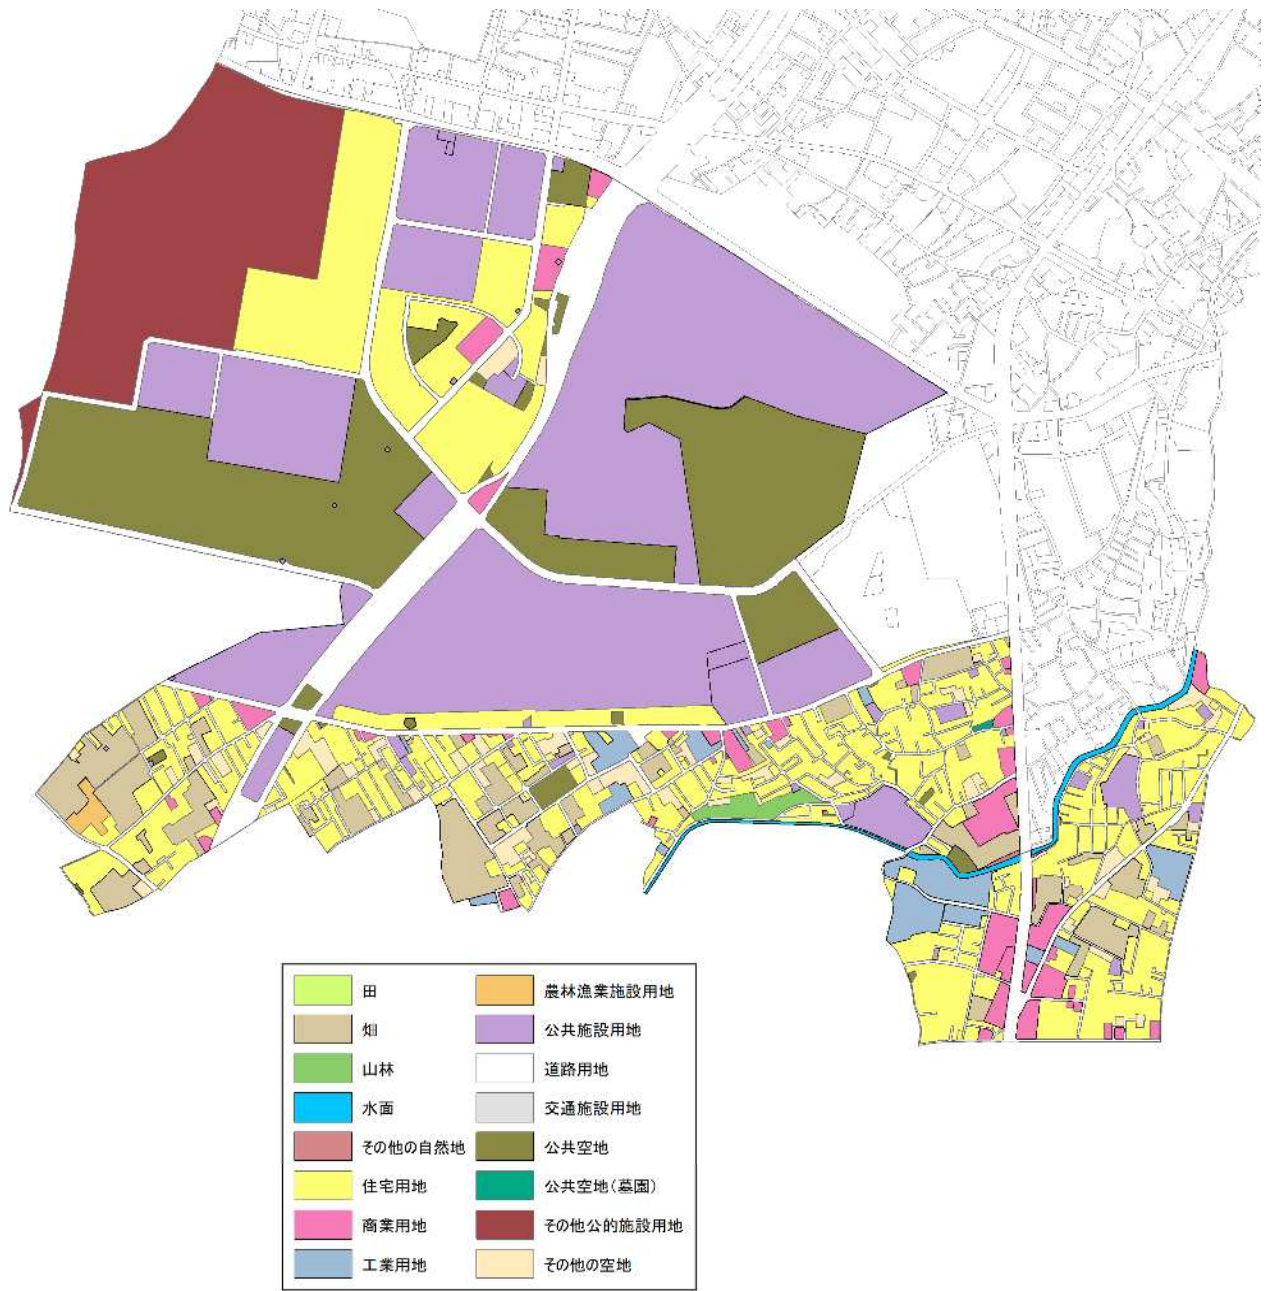 田
畑
山林
水面
その他の自然地
住宅用地
商業用地
工業用地
農林漁業施設用地
公共施設用地
道路用地
交通施設用地
公共空地
公共空地(墓園)
その他公的施設用地
その他の空地